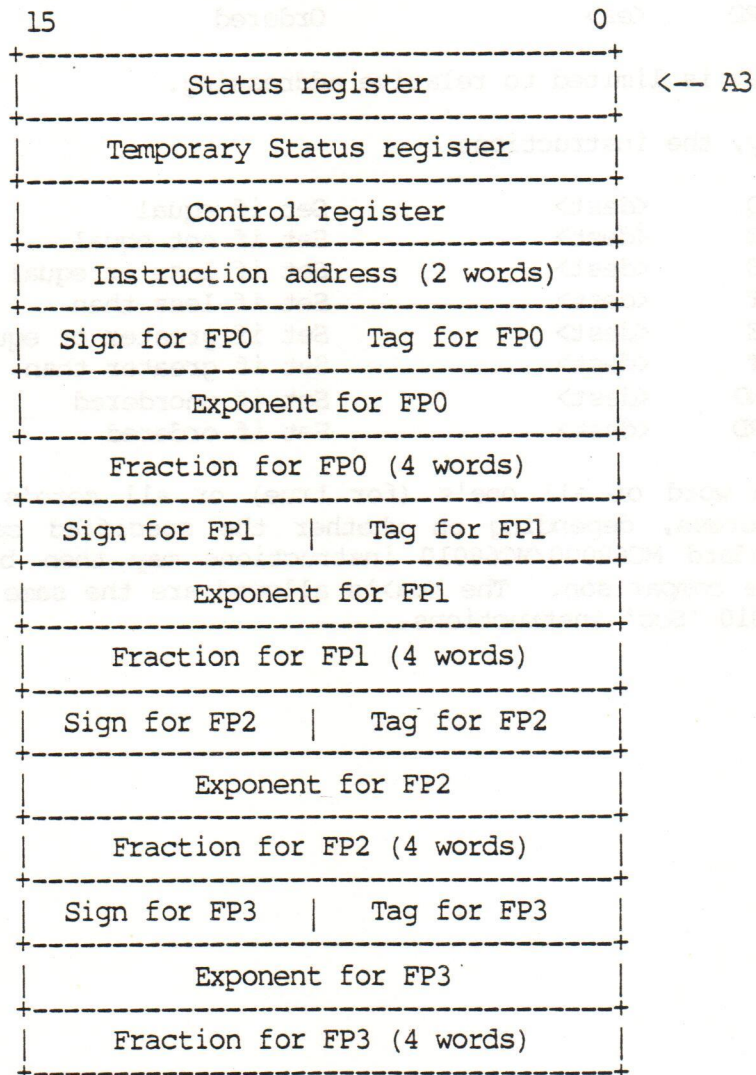 15 0
Status register <-- A3
Temporary Status register
Control register
Instruction address (2 words)
Sign for FP0 Tag for FP0
Exponent for FP0
Fraction for FP0 (4 words)
Sign for FP1 | Tag for FP1
Exponent for FP1
Fraction for FP1 (4 words)
Sign for FP2 | Tag for FP2
Exponent for FP2
Fraction for FP2 (4 words)
Sign for FP3 | Tag for FP3
Exponent for FP3
Fraction for FP3 (4 words)